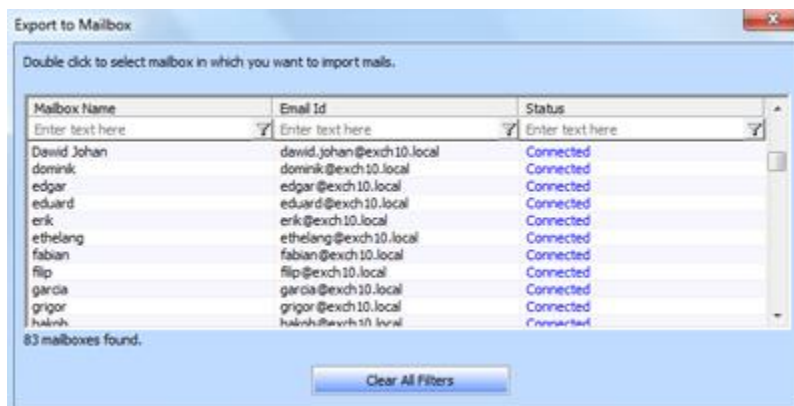 Export to Mailbox
Double click to select mailbox in which you want to import mails.
Mailbox Name Email Id Status
Enter text here Enter text here Enter text here
Dawid Johan dawid.johan@exch10.local Connected
dominik dominik@exch10.local Connected
edgar edgar@exch10.local Connected
eduard eduard@exch10.local Connected
erik erik@exch10.local Connected
ethelang ethelang@exch10.local Connected
fabian fabian@exch10.local Connected
filip filip@exch10.local Connected
garcia garcia@exch10.local Connected
grigor grigor@exch10.local Connected
Connected
83 mailboxes found.
Clear All Filters